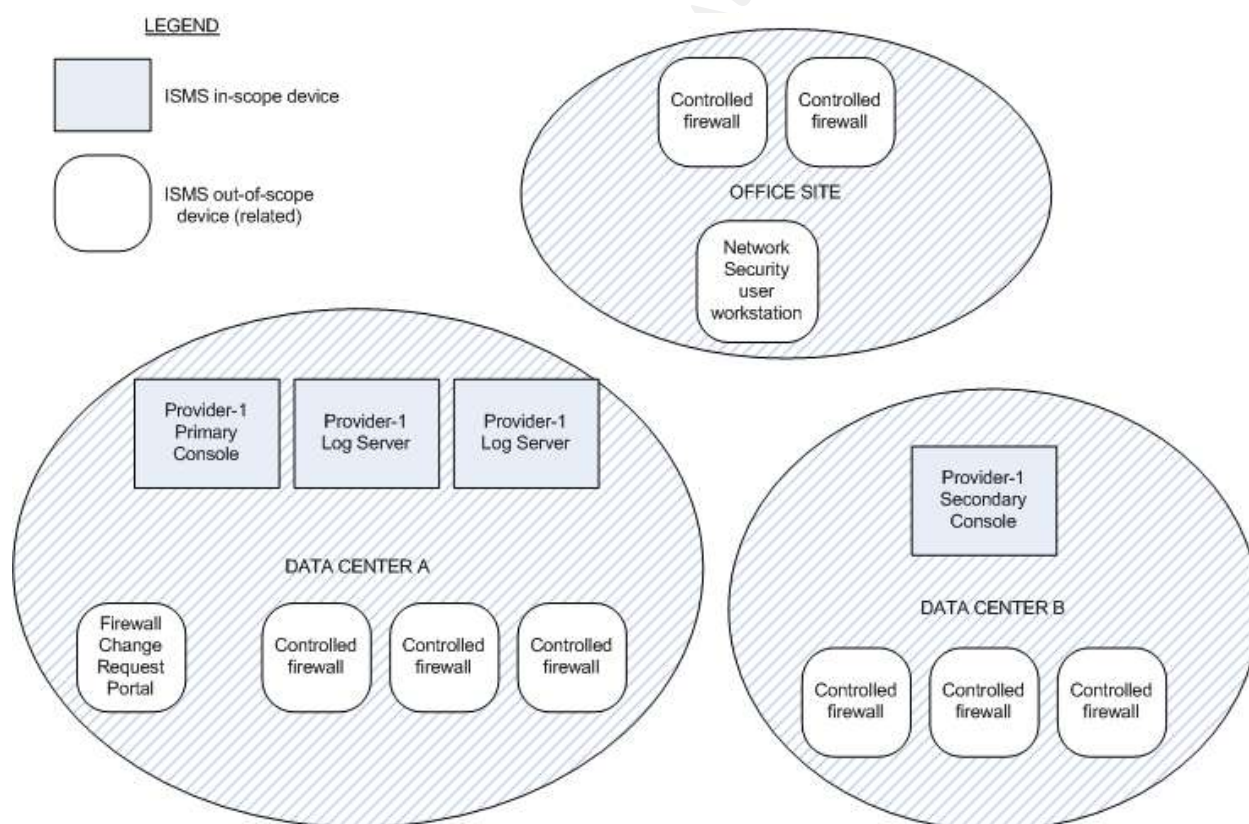 LEGEND
ISMS in-scope device
ISMS out-of-scope
device (related)
Controlled
firewall
Controlled
firewall
OFFICE SITE
Network
Security
user
workstation
Provider-1
Primary
Console
Provider-1
Log Server
Provider-1
Log Server
DATA CENTER A
Firewall
Change
Request
Portal
Controlled
firewall
Controlled
firewall
Controlled
firewall
Provider-1
Secondary
Console
DATA CENTER B
Controlled
firewall
Controlled
firewall
Controlled
firewall